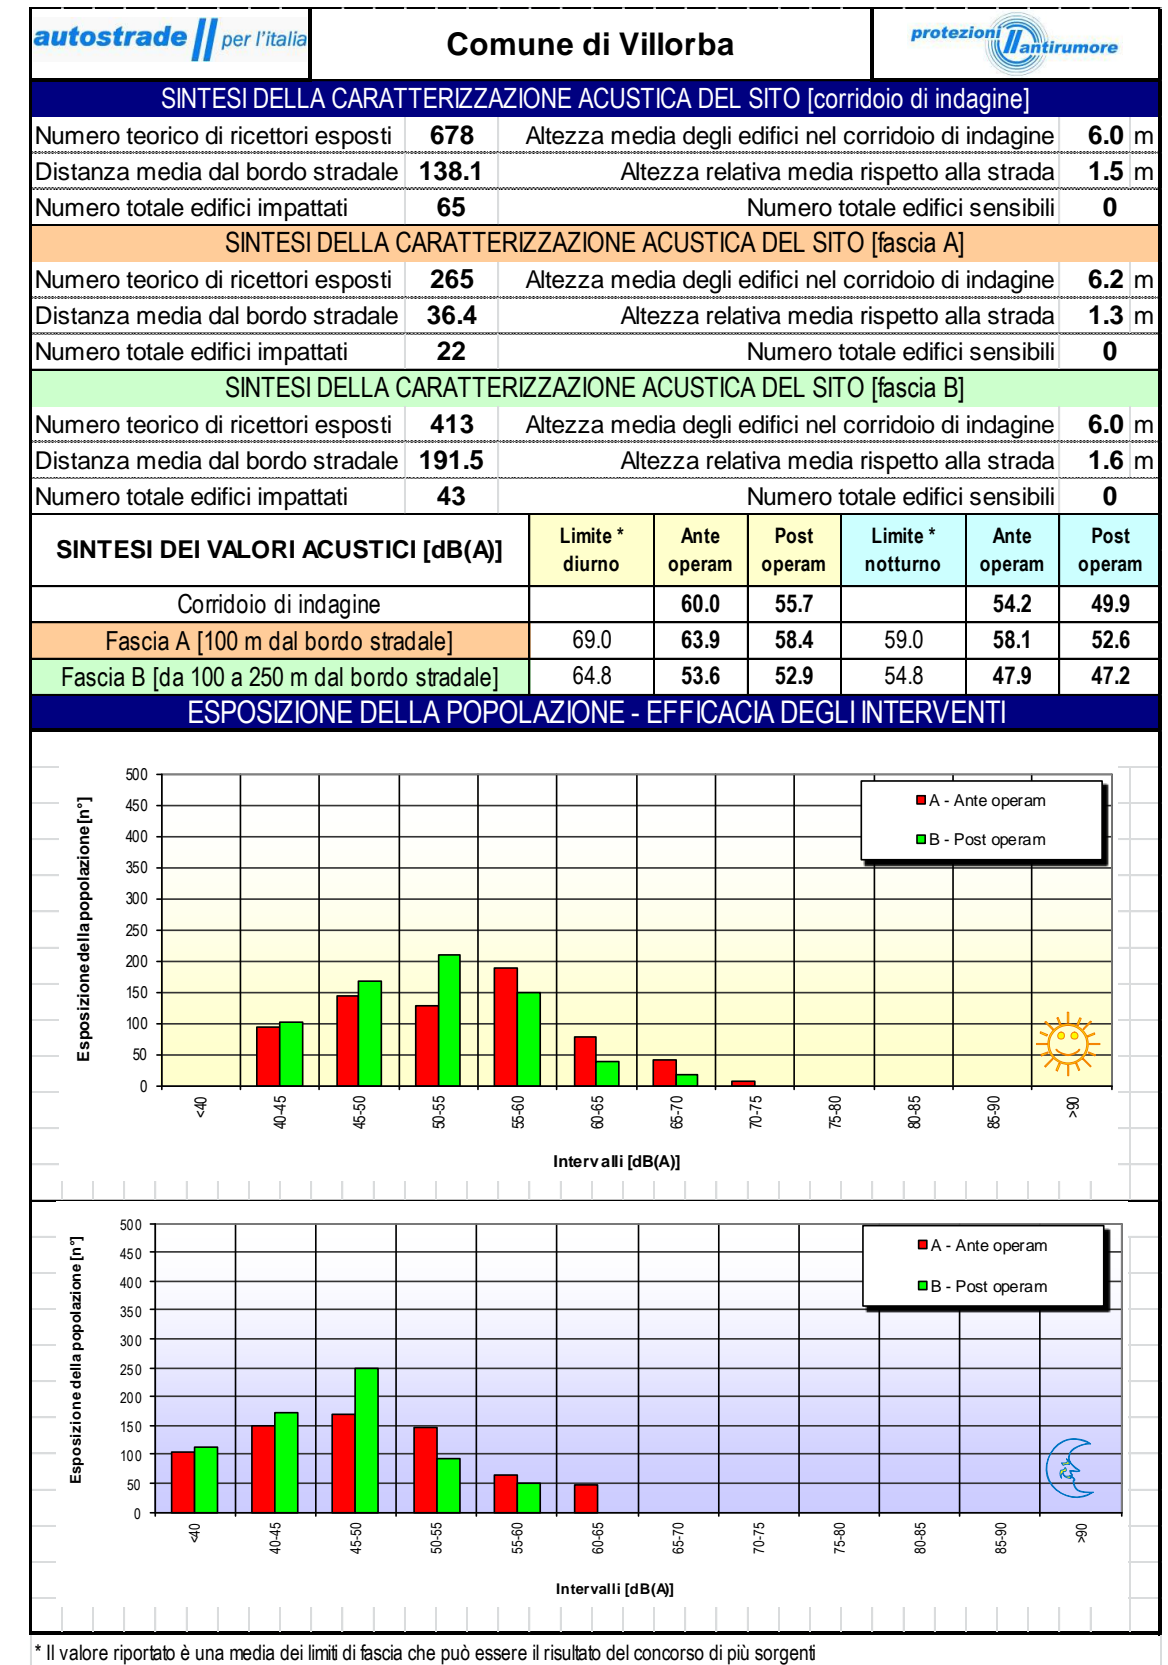 autostrade per l'italia
Comune di Villorba
protezioni antirumore
SINTESI DELLA CARATTERIZZAZIONE ACUSTICA DEL SITO [corridoio di indagine]
Numero teorico di ricettori esposti 678 Altezza media degli edifici nel corridoio di indagine 6.0 m
Distanza media dal bordo stradale 138.1 Altezza relativa media rispetto alla strada 1.5 m
Numero totale edifici impattati 65 Numero totale edifici sensibili 0
SINTESI DELLA CARATTERIZZAZIONE ACUSTICA DEL SITO [fascia A]
Numero teorico di ricettori esposti 265 Altezza media degli edifici nel corridoio di indagine 6.2 m
Distanza media dal bordo stradale 36.4 Altezza relativa media rispetto alla strada 1.3 m
Numero totale edifici impattati 22 Numero totale edifici sensibili 0
SINTESI DELLA CARATTERIZZAZIONE ACUSTICA DEL SITO [fascia B]
Numero teorico di ricettori esposti 413 Altezza media degli edifici nel corridoio di indagine 6.0 m
Distanza media dal bordo stradale 191.5 Altezza relativa media rispetto alla strada 1.6 m
Numero totale edifici impattati 43 Numero totale edifici sensibili 0
SINTESI DEI VALORI ACUSTICI [dB(A)] Limite * diurno Ante operam Post operam Limite * notturno Ante operam Post operam
Corridoio di indagine 60.0 55.7 54.2 49.9
Fascia A [100 m dal bordo stradale] 69.0 63.9 58.4 59.0 58.1 52.6
Fascia B [da 100 a 250 m dal bordo stradale] 64.8 53.6 52.9 54.8 47.9 47.2
ESPOSIZIONE DELLA POPOLAZIONE - EFFICACIA DEGLI INTERVENTI
Esposizione della popolazione [n°]
500
450
400
350
300
250
200
150
100
50
0
A - Ante operam
B - Post operam
<40 40-45 45-50 50-55 55-60 60-65 65-70 70-75 75-80 80-85 85-90 >90
Intervalli [dB(A)]
Esposizione della popolazione [n°]
500
450
400
350
300
250
200
150
100
50
0
A - Ante operam
B - Post operam
<40 40-45 45-50 50-55 55-60 60-65 65-70 70-75 75-80 80-85 85-90 >90
Intervalli [dB(A)]
* Il valore riportato è una media dei limiti di fascia che può essere il risultato del concorso di più sorgenti